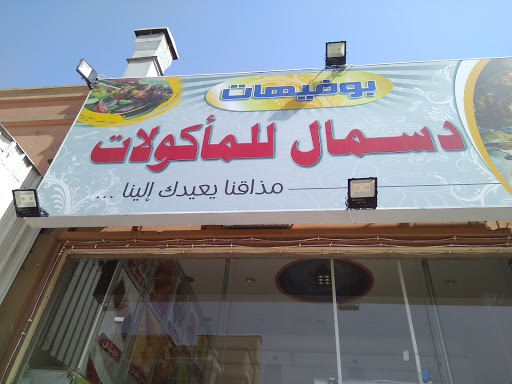 بوفيهات
دسمال للمأكولات
مذاقنا يعيدك إلينا ...